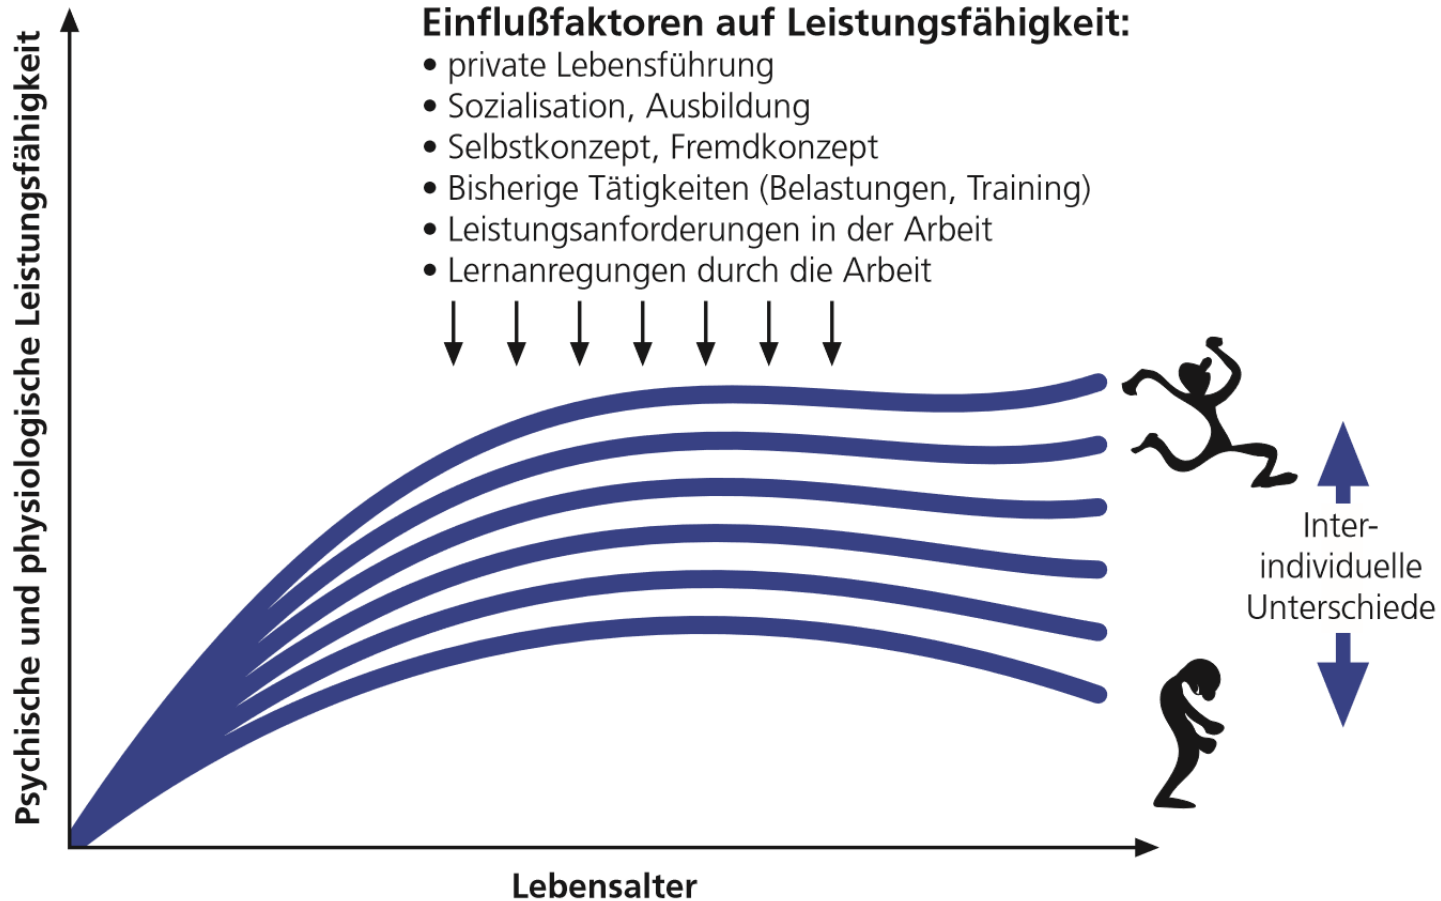 Psychische und physiologische Leistungsfähigkeit
Einflußfaktoren auf Leistungsfähigkeit:
• private Lebensführung
• Sozialisation, Ausbildung
• Selbstkonzept, Fremdkonzept
• Bisherige Tätigkeiten (Belastungen, Training)
• Leistungsanforderungen in der Arbeit
• Lernanregungen durch die Arbeit
Inter-
individuelle
Unterschiede
Lebensalter